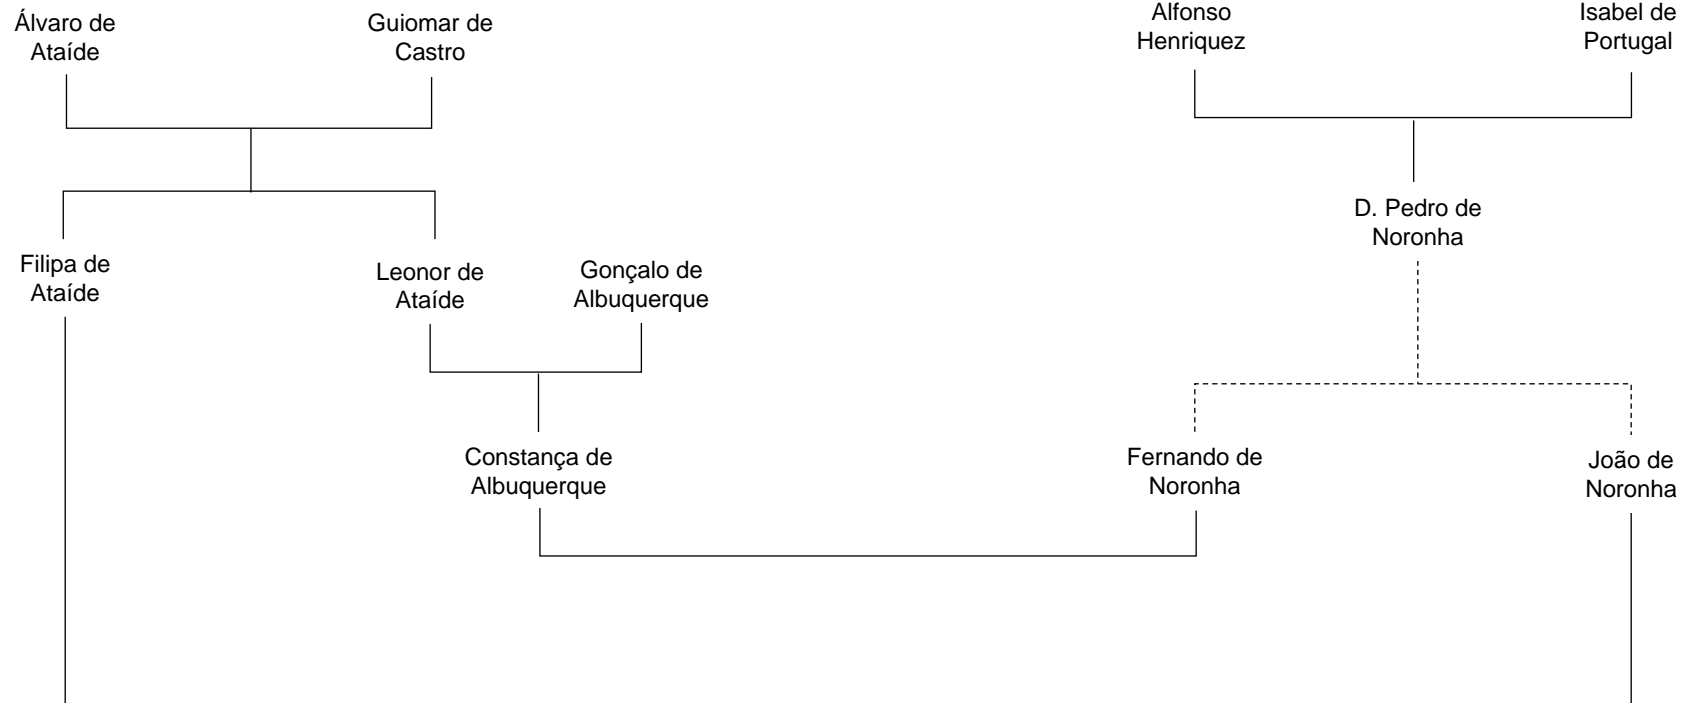 Álvaro de
Ataíde
Guiomar de
Castro
Alfonso
Henriquez
Isabel de
Portugal
D. Pedro de
Noronha
Filipa de
Ataíde
Leonor de
Ataíde
Gonçalo de
Albuquerque
Constança de
Albuquerque
Fernando de
Noronha
João de
Noronha